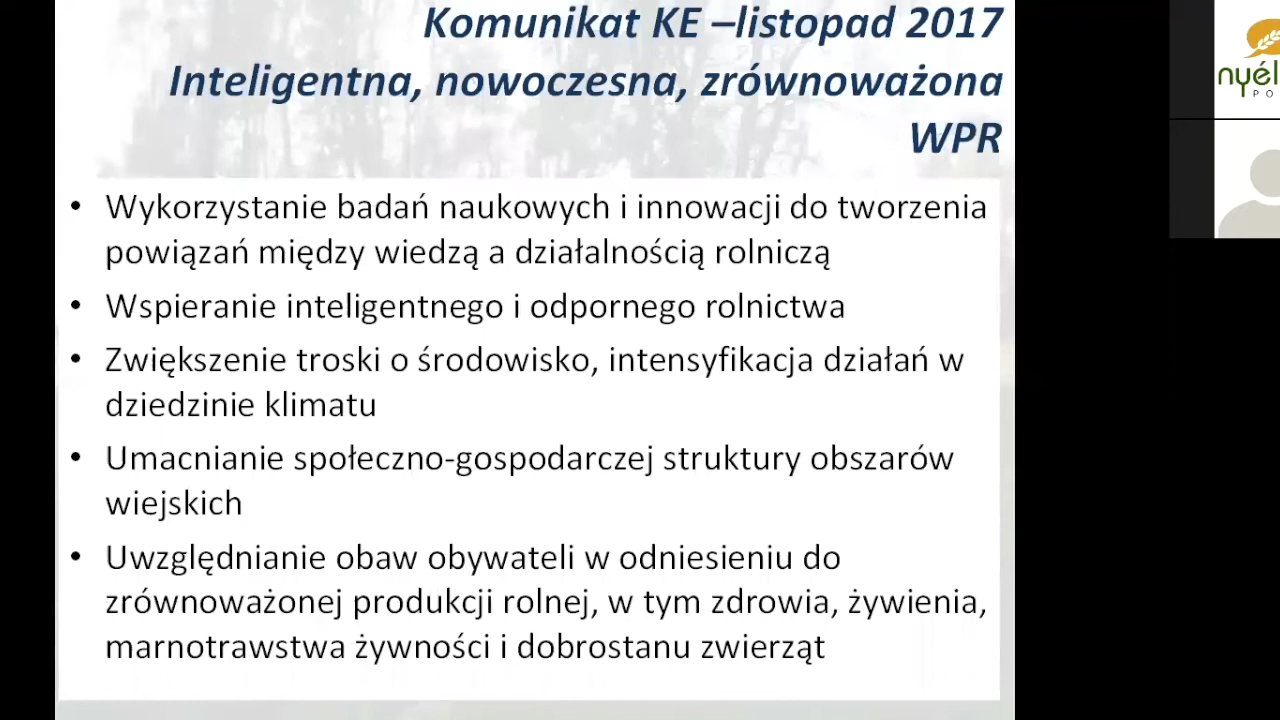 Komunikat KE –listopad 2017
Inteligentna, nowoczesna, zrównoważona
WPR
• Wykorzystanie badań naukowych i innowacji do tworzenia
powiązań między wiedzą a działalnością rolniczą
• Wspieranie inteligentnego i odpornego rolnictwa
• Zwiększenie troski o środowisko, intensyfikacja działań w
dziedzinie klimatu
• Umacnianie społeczno-gospodarczej struktury obszarów
wiejskich
• Uwzględnianie obaw obywateli w odniesieniu do
zrównoważonej produkcji rolnej, w tym zdrowia, żywienia,
marnotrawstwa żywności i dobrostanu zwierząt